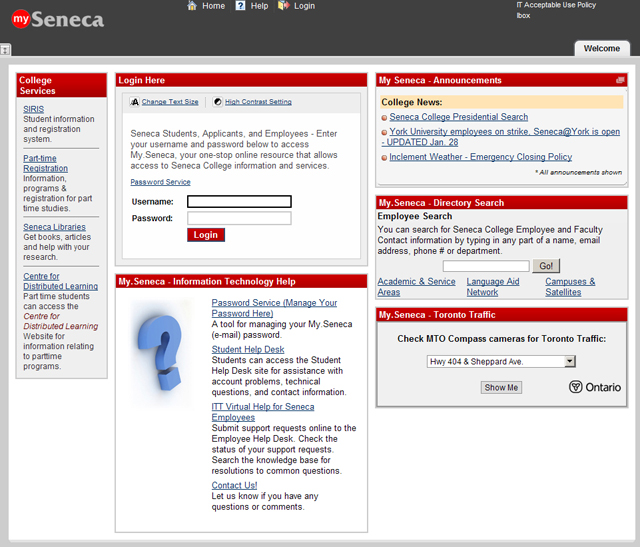 my Seneca
Home
Help
Login
IT Acceptable Use Policy
Ibox
Welcome
College
Services
SIRIS
Student information
and registration
system.
Part-time
Registration
Information,
programs &
registration for part
time studies.
Seneca Libraries
Get books, articles
and help with your
research.
Centre for
Distributed Learning
Part time students
can access the
Centre for
Distributed Learning
Website for
information relating
to parttime
programs.
Login Here
Change Text Size
High Contrast Setting
Seneca Students, Applicants, and Employees - Enter
your username and password below to access
My.Seneca, your one-stop online resource that allows
access to Seneca College information and services.
Password Service
Username:
Password:
Login
My.Seneca - Information Technology Help
Password Service (Manage Your
Password Here)
A tool for managing your My.Seneca
(e-mail) password.
Student Help Desk
Students can access the Student
Help Desk site for assistance with
account problems, technical
questions, and contact information.
ITT Virtual Help for Seneca
Employees
Submit support requests online to the
Employee Help Desk. Check the
status of your support requests.
Search the knowledge base for
resolutions to common questions.
Contact Us!
Let us know if you have any
questions or comments.
My Seneca - Announcements
College News:
Seneca College Presidential Search
York University employees on strike, Seneca@York is open
- UPDATED Jan. 28
Inclement Weather - Emergency Closing Policy
* All announcements shown
My.Seneca - Directory Search
Employee Search
You can search for Seneca College Employee and Faculty
Contact information by typing in any part of a name, email
address, phone # or department.
Go!
Academic & Service
Areas
Language Aid
Network
Campuses &
Satellites
My.Seneca - Toronto Traffic
Check MTO Compass cameras for Toronto Traffic:
Hwy 404 & Sheppard Ave.
Show Me
Ontario